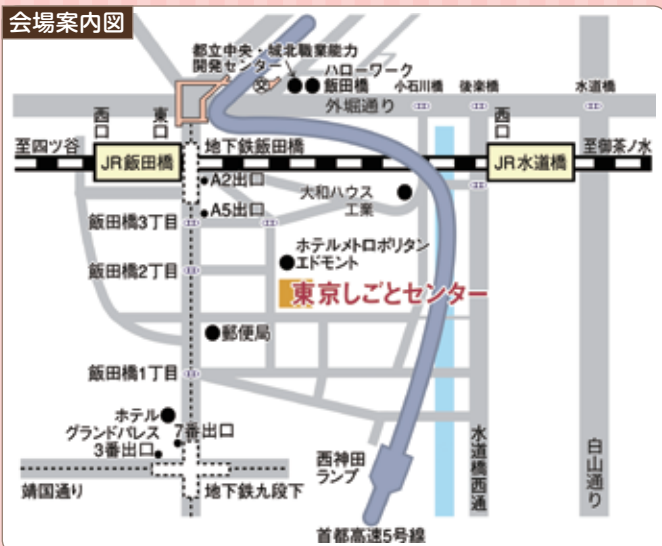 会場案内図
都立中央・城北職業能力
開発センター
ハローワーク
飯田橋
小石川橋
後楽橋
水道橋
外堀通り
西口
東口
西口
至四ツ谷
地下鉄飯田橋
至御茶ノ水
JR飯田橋
JR水道橋
A2出口
大和ハウス
工業
A5出口
飯田橋3丁目
ホテルメトロポリタン
エドモント
飯田橋2丁目
東京しごとセンター
郵便局
飯田橋1丁目
ホテル
グランドパレス
7番出口
3番出口
西神田
ランプ
水道橋西通
白山通り
靖国通り
地下鉄九段下
首都高速5号線